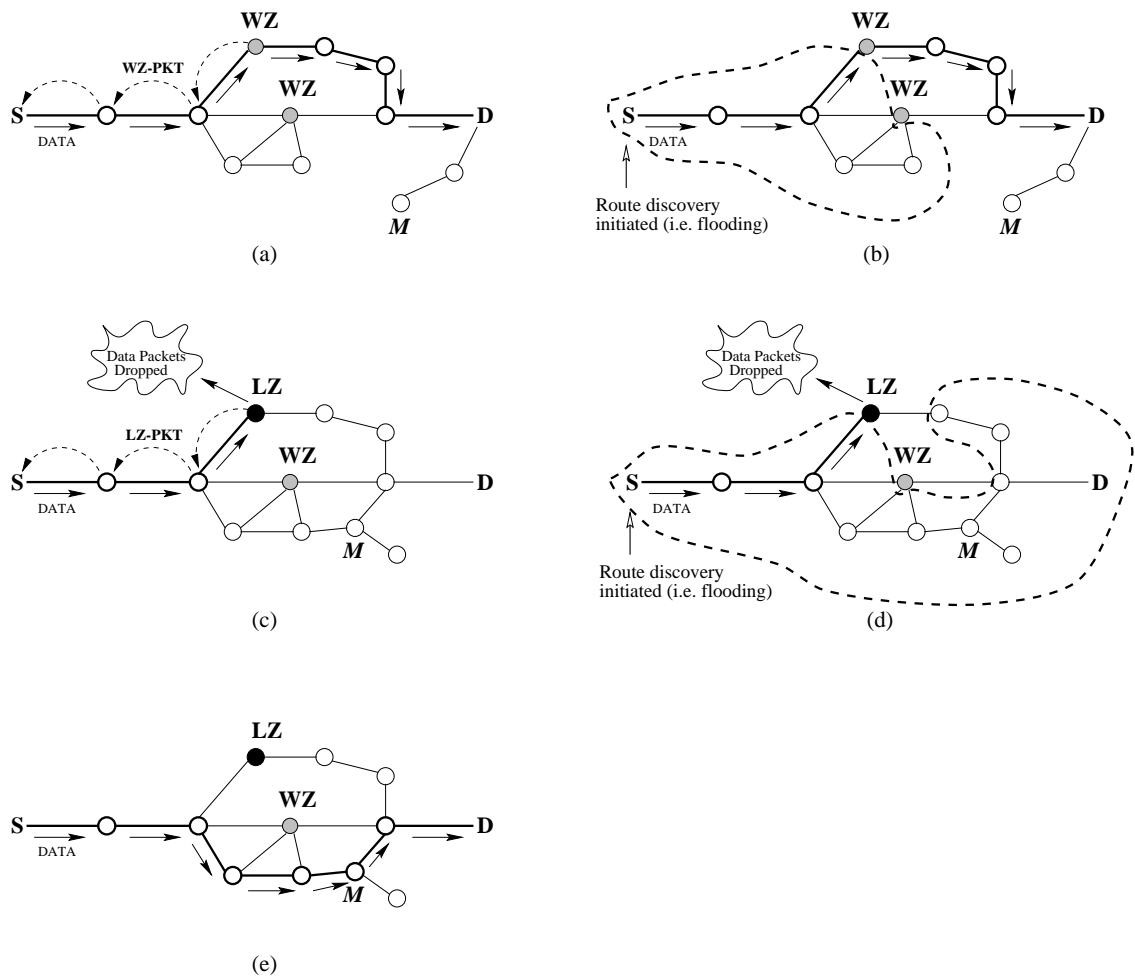 WZ
WZ-PKT
WZ
S
D
DATA
M
(a)
WZ
WZ
S
D
DATA
Route discovery
initiated (i.e. flooding)
M
(b)
Data Packets
Dropped
LZ
LZ-PKT
WZ
S
D
DATA
M
(c)
Data Packets
Dropped
LZ
WZ
S
D
DATA
M
Route discovery
initiated (i.e. flooding)
(d)
LZ
WZ
S
D
DATA
M
(e)